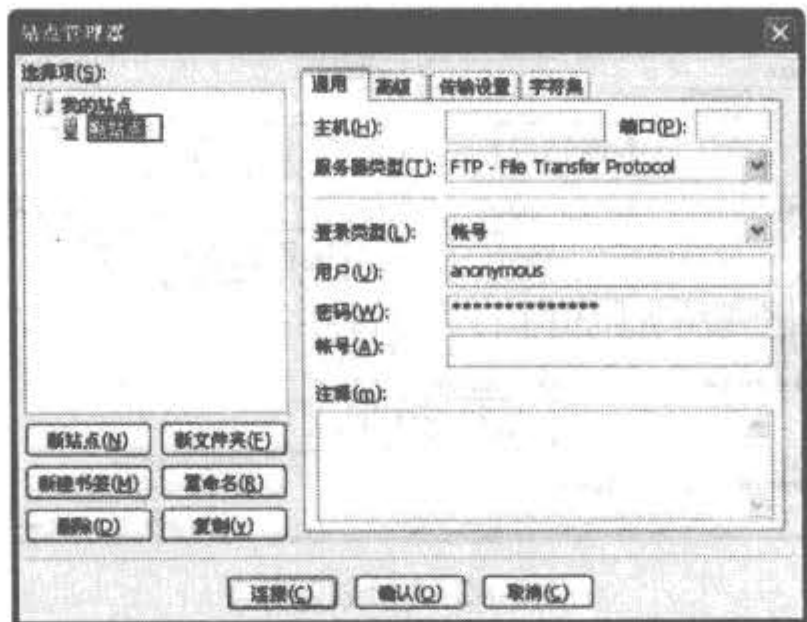 站点管理器
选择项(S):
我的站点
新站点
通用 高级 传输设置 字符集
主机(H): 端口(P):
服务器类型(T): FTP - File Transfer Protocol
登录类型(L): 帐号
用户(U): anonymous
密码(W): **************
帐号(A):
注释(m):
新站点(N) 新文件夹(F)
新建书签(M) 重命名(R)
删除(D) 复制(y)
连接(C) 确认(O) 取消(C)